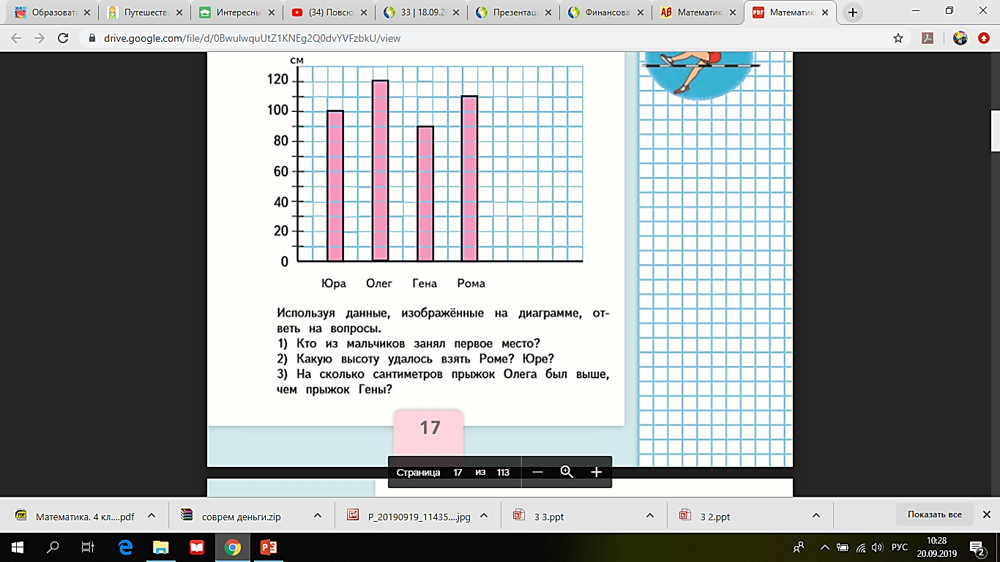 Образоват
Путешеств
Интересны
(34) Повсю
33 | 18.09.2
Презентац
Финансова
Математик
PDF Математик
drive.google.com/file/d/0BwulwquUtZ1KNEg2Q0dvYVFzbkU/view
см
120
100
80
60
40
20
0
Юра Олег Гена Рома
Используя данные, изображённые на диаграмме, от-
веть на вопросы.
1) Кто из мальчиков занял первое место?
2) Какую высоту удалось взять Роме? Юре?
3) На сколько сантиметров прыжок Олега был выше,
чем прыжок Гены?
17
Страница 17 из 113
Математика. 4 кл....pdf
соврем деньги.zip
P_20190919_11435....jpg
3 3.ppt
3 2.ppt
Показать все
РУС
10:28
20.09.2019
2